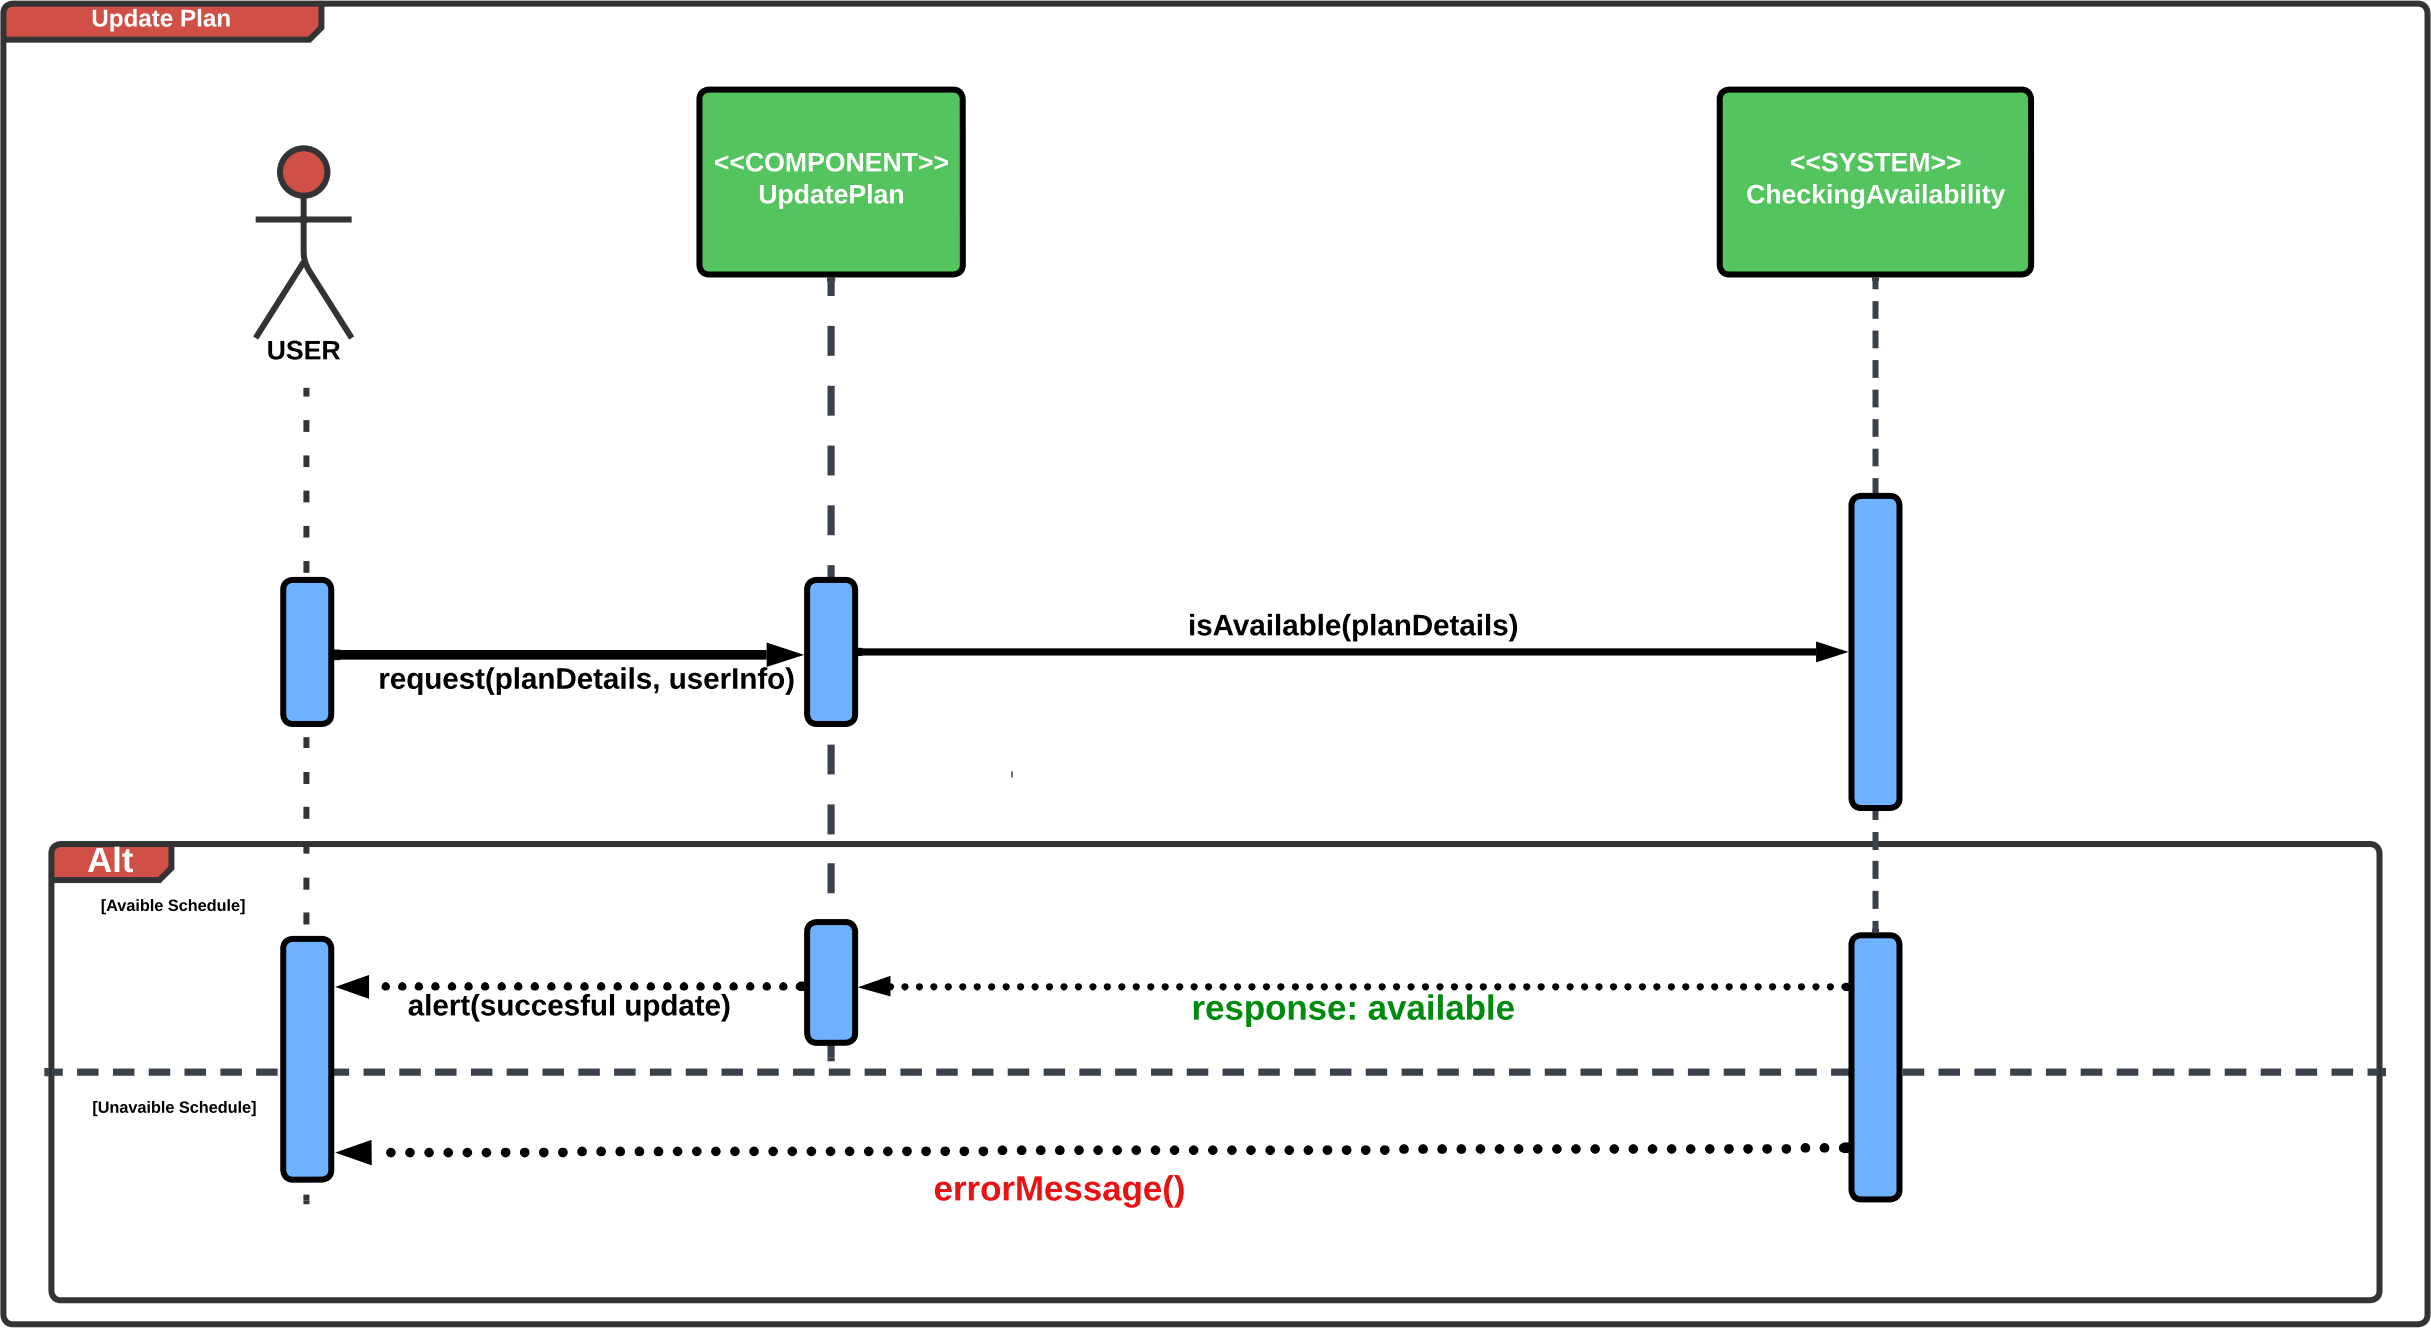 Update Plan
<<COMPONENT>>
UpdatePlan
<<SYSTEM>>
CheckingAvailability
USER
isAvailable(planDetails)
request(planDetails, userInfo)
Alt
[Avaible Schedule]
alert(succesful update)
response: available
[Unavaible Schedule]
errorMessage()